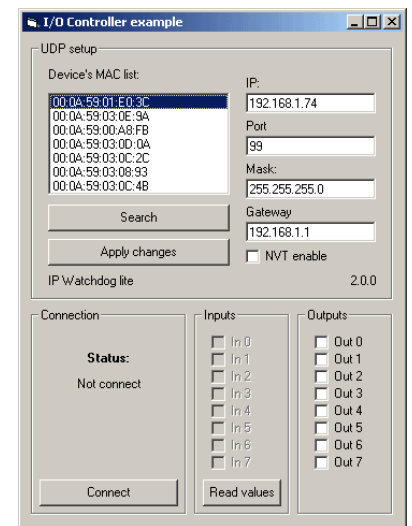 I/O Controller example
UDP setup
Device's MAC list:
00:0A:59:01:E0:3C
00:0A:59:03:0E:9A
00:0A:59:00:A8:FB
00:0A:59:03:0D:0A
00:0A:59:03:0C:2C
00:0A:59:03:08:93
00:0A:59:03:0C:4B
Search
Apply changes
IP Watchdog lite
IP:
192.168.1.74
Port
99
Mask:
255.255.255.0
Gateway
192.168.1.1
NVT enable
2.0.0
Connection
Status:
Not connect
Connect
Inputs
In 0
In 1
In 2
In 3
In 4
In 5
In 6
In 7
Read values
Outputs
Out 0
Out 1
Out 2
Out 3
Out 4
Out 5
Out 6
Out 7